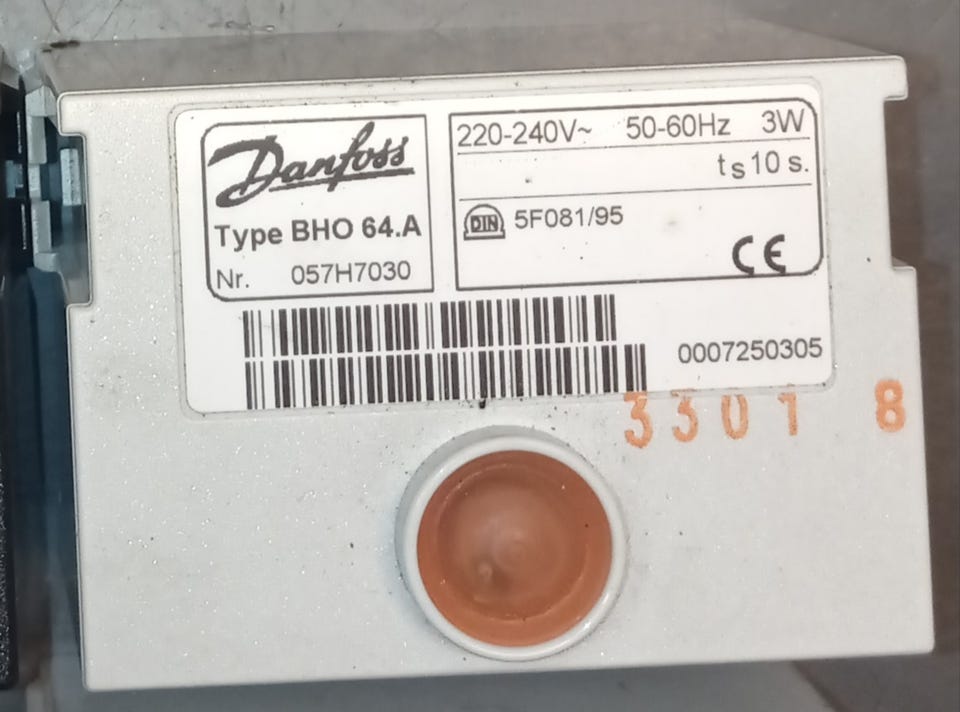 Danfoss
Type BHO 64.A
Nr. 057H7030
220-240V~ 50-60Hz 3W
ts 10 s.
DIN 5F081/95
CE
0007250305
3301 8